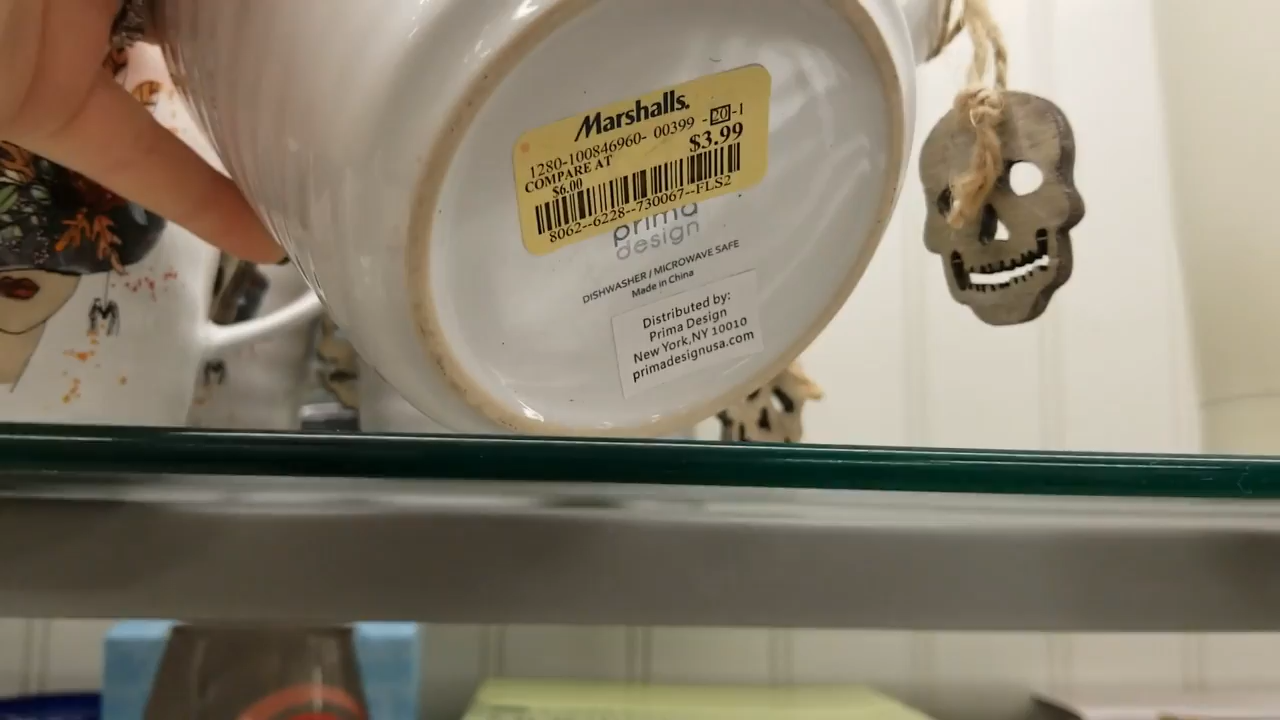 Marshalls.
1280-100846960- 00399 -20-1
COMPARE AT $3.99
$6.00
8062--6228--730067--FLS2
prima
design
DISHWASHER / MICROWAVE SAFE
Made in China
Distributed by:
Prima Design
New York,NY 10010
primadesignusa.com